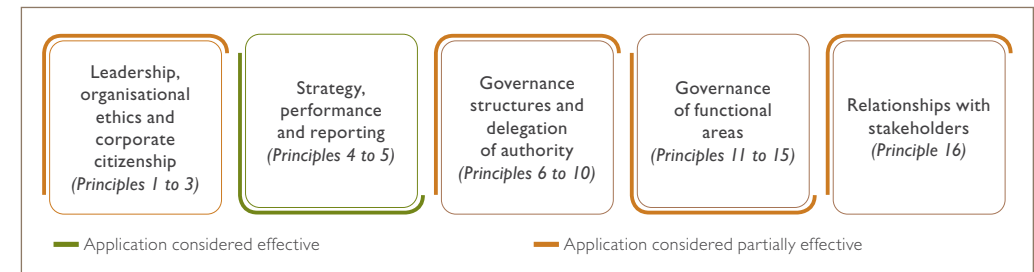 Leadership,
organisational
ethics and
corporate
citizenship
(Principles 1 to 3)
Strategy,
performance
and reporting
(Principles 4 to 5)
Governance
structures and
delegation
of authority
(Principles 6 to 10)
Governance
of functional
areas
(Principles 11 to 15)
Relationships with
stakeholders
(Principle 16)
Application considered effective
Application considered partially effective